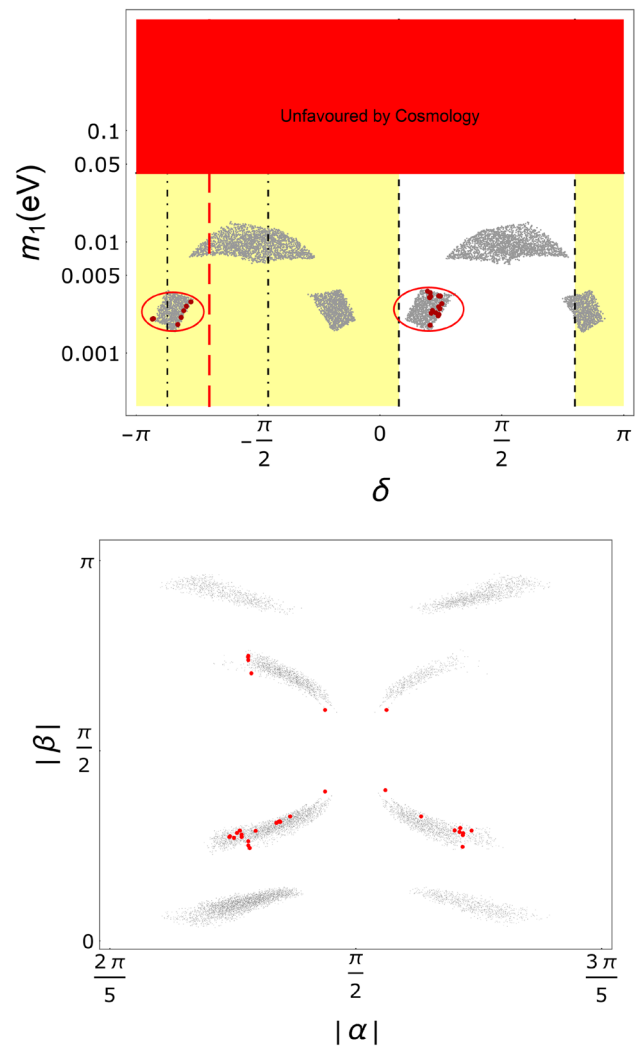 Unfavoured by Cosmology
0.1
0.05
0.01
0.005
0.001
m₁(eV)
-π
-π/2
0
π/2
π
δ
π
π/2
0
|β|
2π/5
π/2
3π/5
|α|